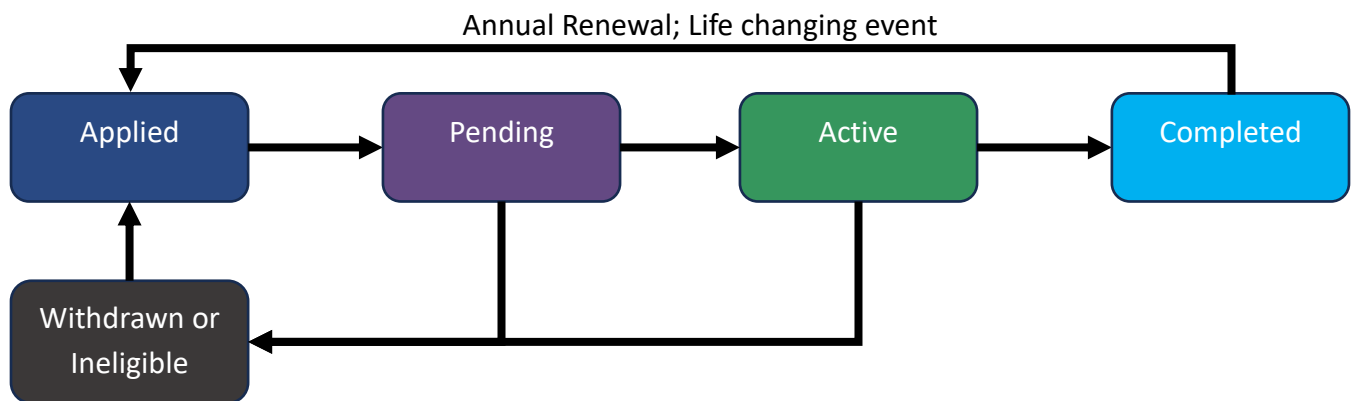 Annual Renewal; Life changing event
Applied
Pending
Active
Completed
Withdrawn or
Ineligible